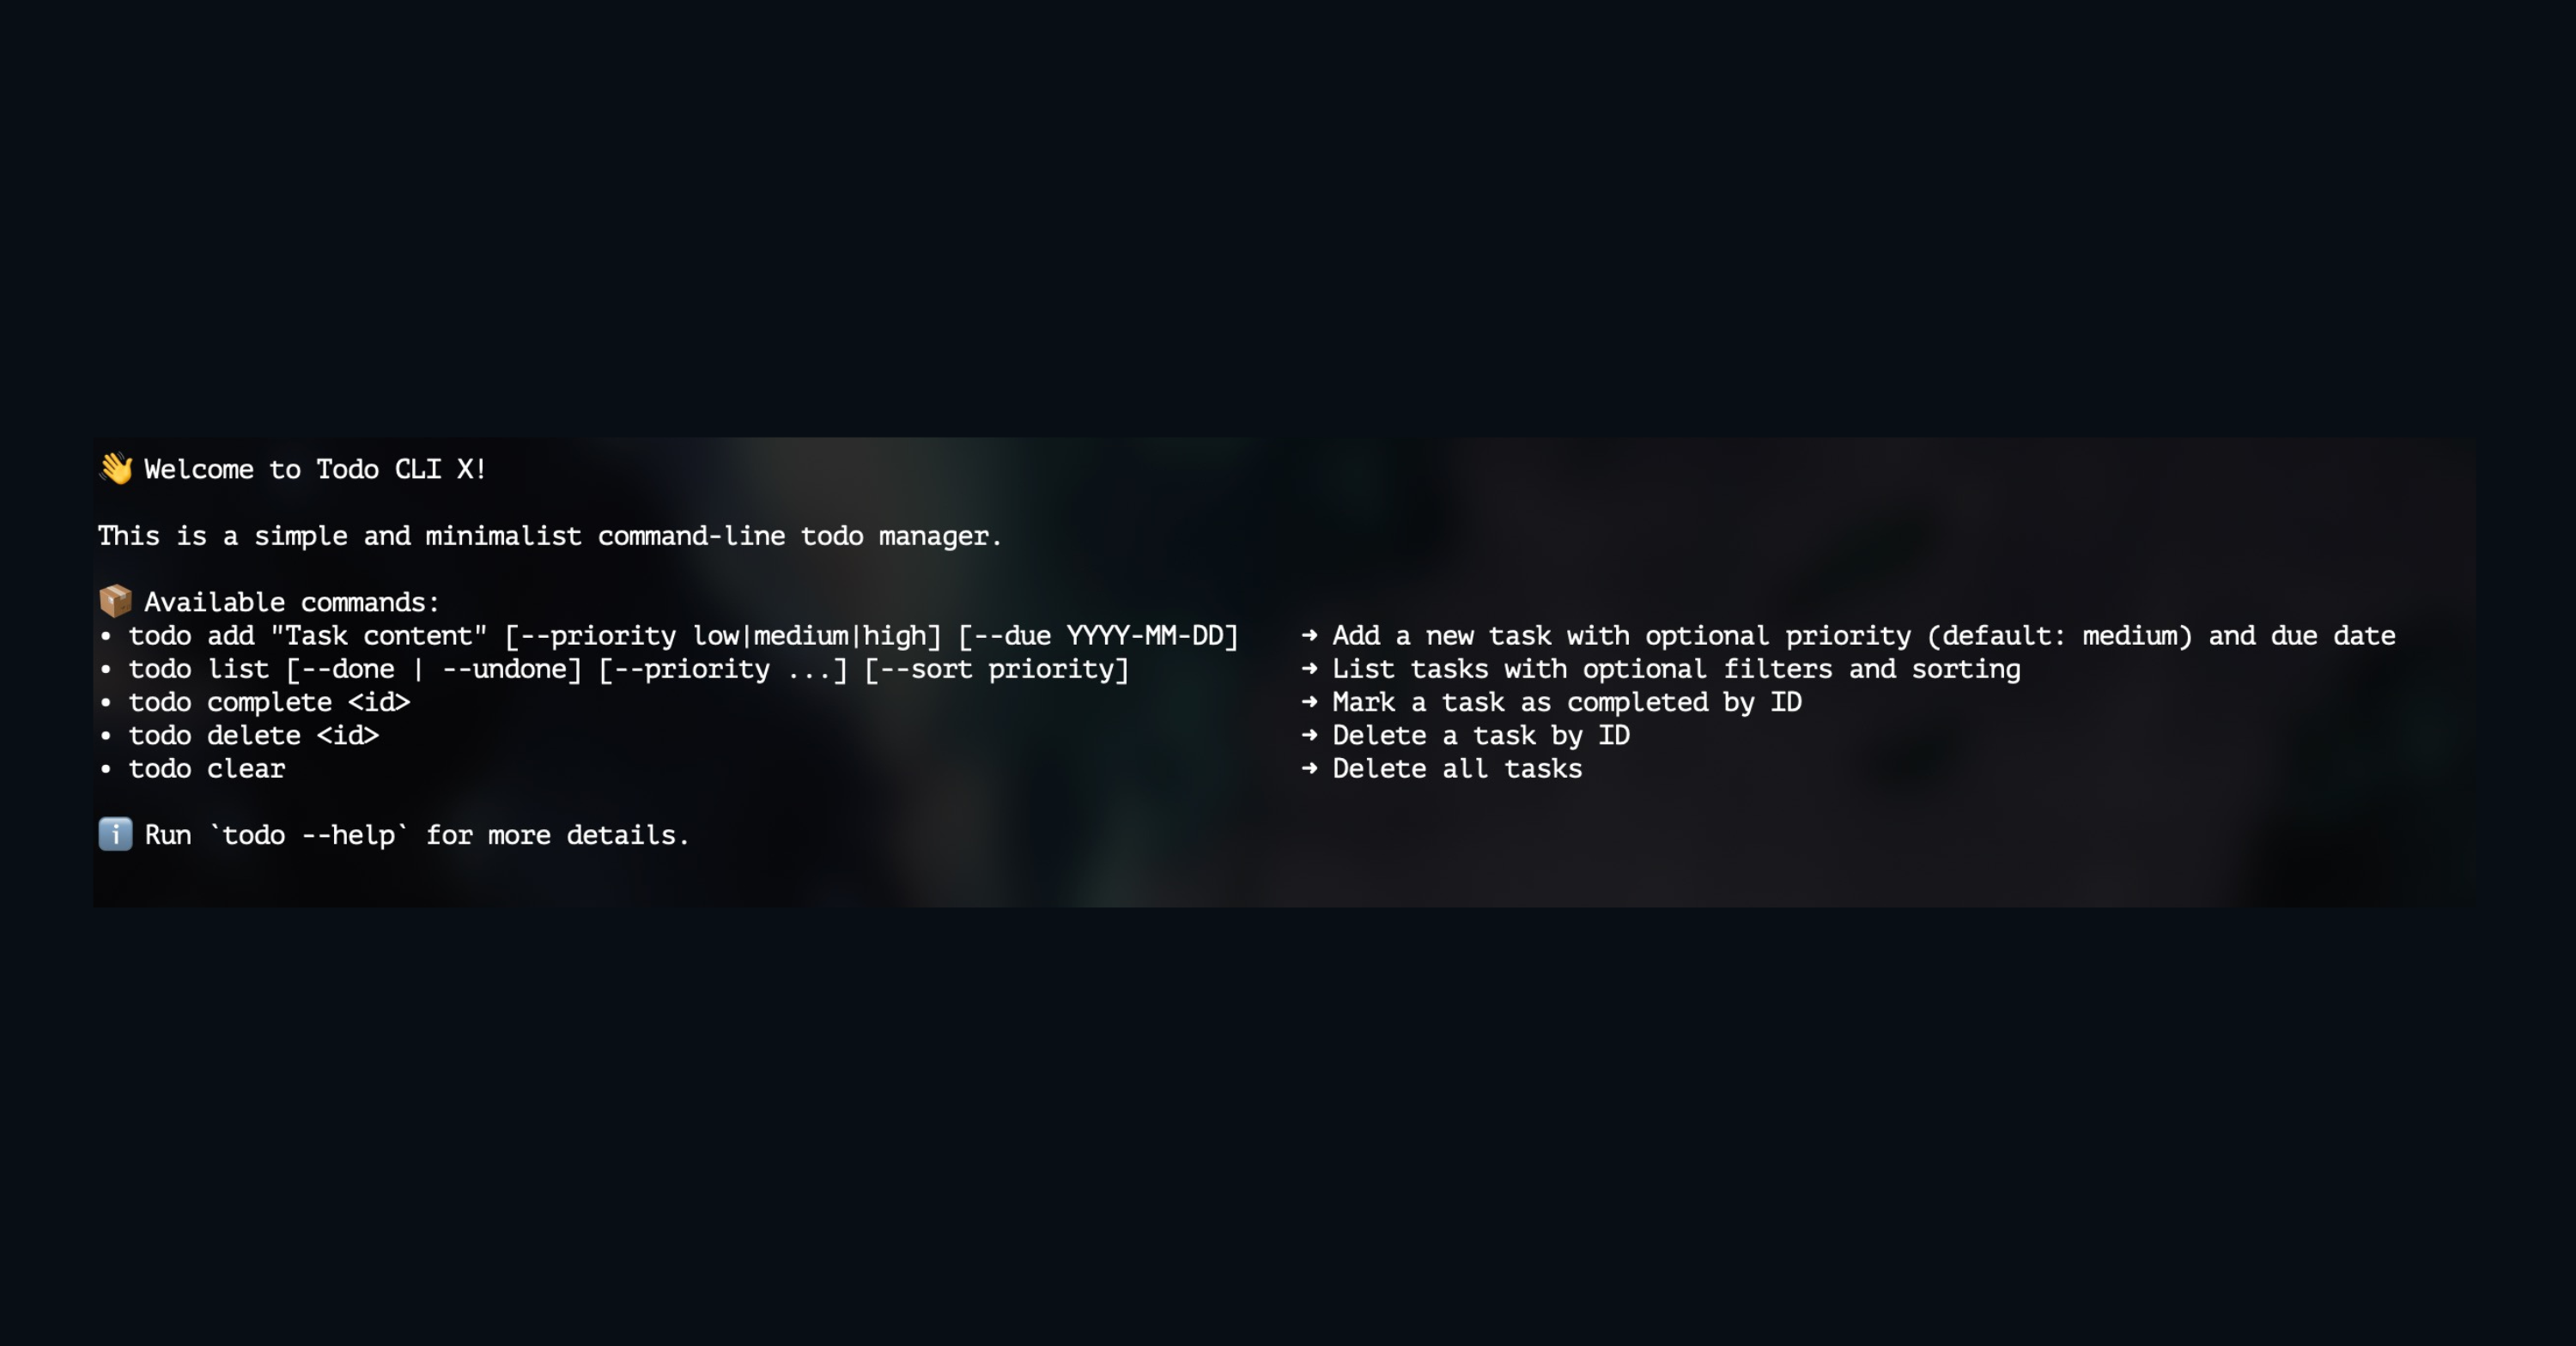 👋 Welcome to Todo CLI X!
This is a simple and minimalist command-line todo manager.
📦 Available commands:
• todo add "Task content" [--priority low|medium|high] [--due YYYY-MM-DD] → Add a new task with optional priority (default: medium) and due date
• todo list [--done | --undone] [--priority ...] [--sort priority] → List tasks with optional filters and sorting
• todo complete <id> → Mark a task as completed by ID
• todo delete <id> → Delete a task by ID
• todo clear → Delete all tasks
ℹ️ Run `todo --help` for more details.